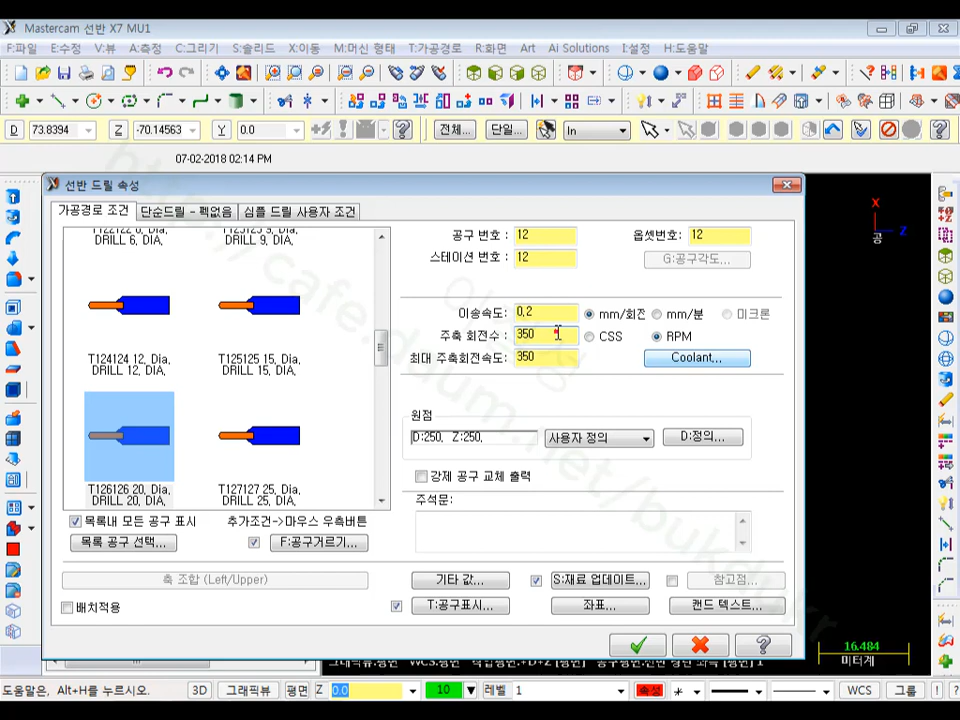 Mastercam 선반 X7 MU1
F:파일 E:수정 V:뷰 A:측정 C:그리기 S:솔리드 X:이동 M:머신 형태 T:가공경로 R:화면 Art Ai Solutions I:설정 H:도움말
D 73.8394 Z -70.14563 Y 0.0 전체... 단일... In
07-02-2018 02:14 PM
선반 드릴 속성
가공경로 조건 단순드릴 - 펙없음 심플 드릴 사용자 조건
DRILL 6, DIA, DRILL 9, DIA,
T124124 12, Dia, T125125 15, Dia,
DRILL 12, DIA, DRILL 15, DIA,
T126126 20, Dia, T127127 25, Dia,
DRILL 20, DIA, DRILL 25, DIA,
목록내 모든 공구 표시 추가조건->마우스 우측버튼
목록 공구 선택... F:공구거르기...
축 조합 (Left/Upper)
배치적용
공구 번호 : 12 옵셋번호: 12
스테이션 번호 : 12 G:공구각도...
이송속도: 0,2 mm/회전 mm/분 미크론
주축 회전수 : 350 CSS RPM
최대 주축회전속도: 350 Coolant...
원점
D:250, Z:250, 사용자 정의 D:정의...
강제 공구 교체 출력
주석문:
기타 값... S:재료 업데이트... 참고점...
T:공구표시... 좌표... 캔드 텍스트...
16.484
미터계
도움말은, Alt+H를 누르시오. 3D 그래픽뷰 평면 Z 0.0 10 레벨 1 속성 WCS 그룹 ! ?